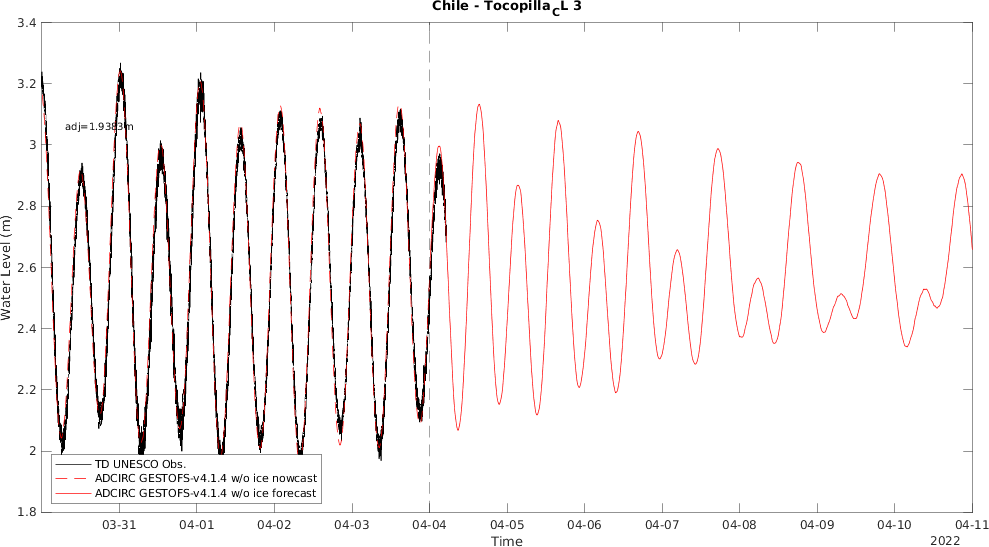 Chile - Tocopilla_CL 3
3.4
3.2
3
2.8
2.6
2.4
2.2
2
1.8
Water Level (m)
adj=1.9383m
TD UNESCO Obs.
ADCIRC GESTOFS-v4.1.4 w/o ice nowcast
ADCIRC GESTOFS-v4.1.4 w/o ice forecast
03-31 04-01 04-02 04-03 04-04 04-05 04-06 04-07 04-08 04-09 04-10 04-11
Time
2022